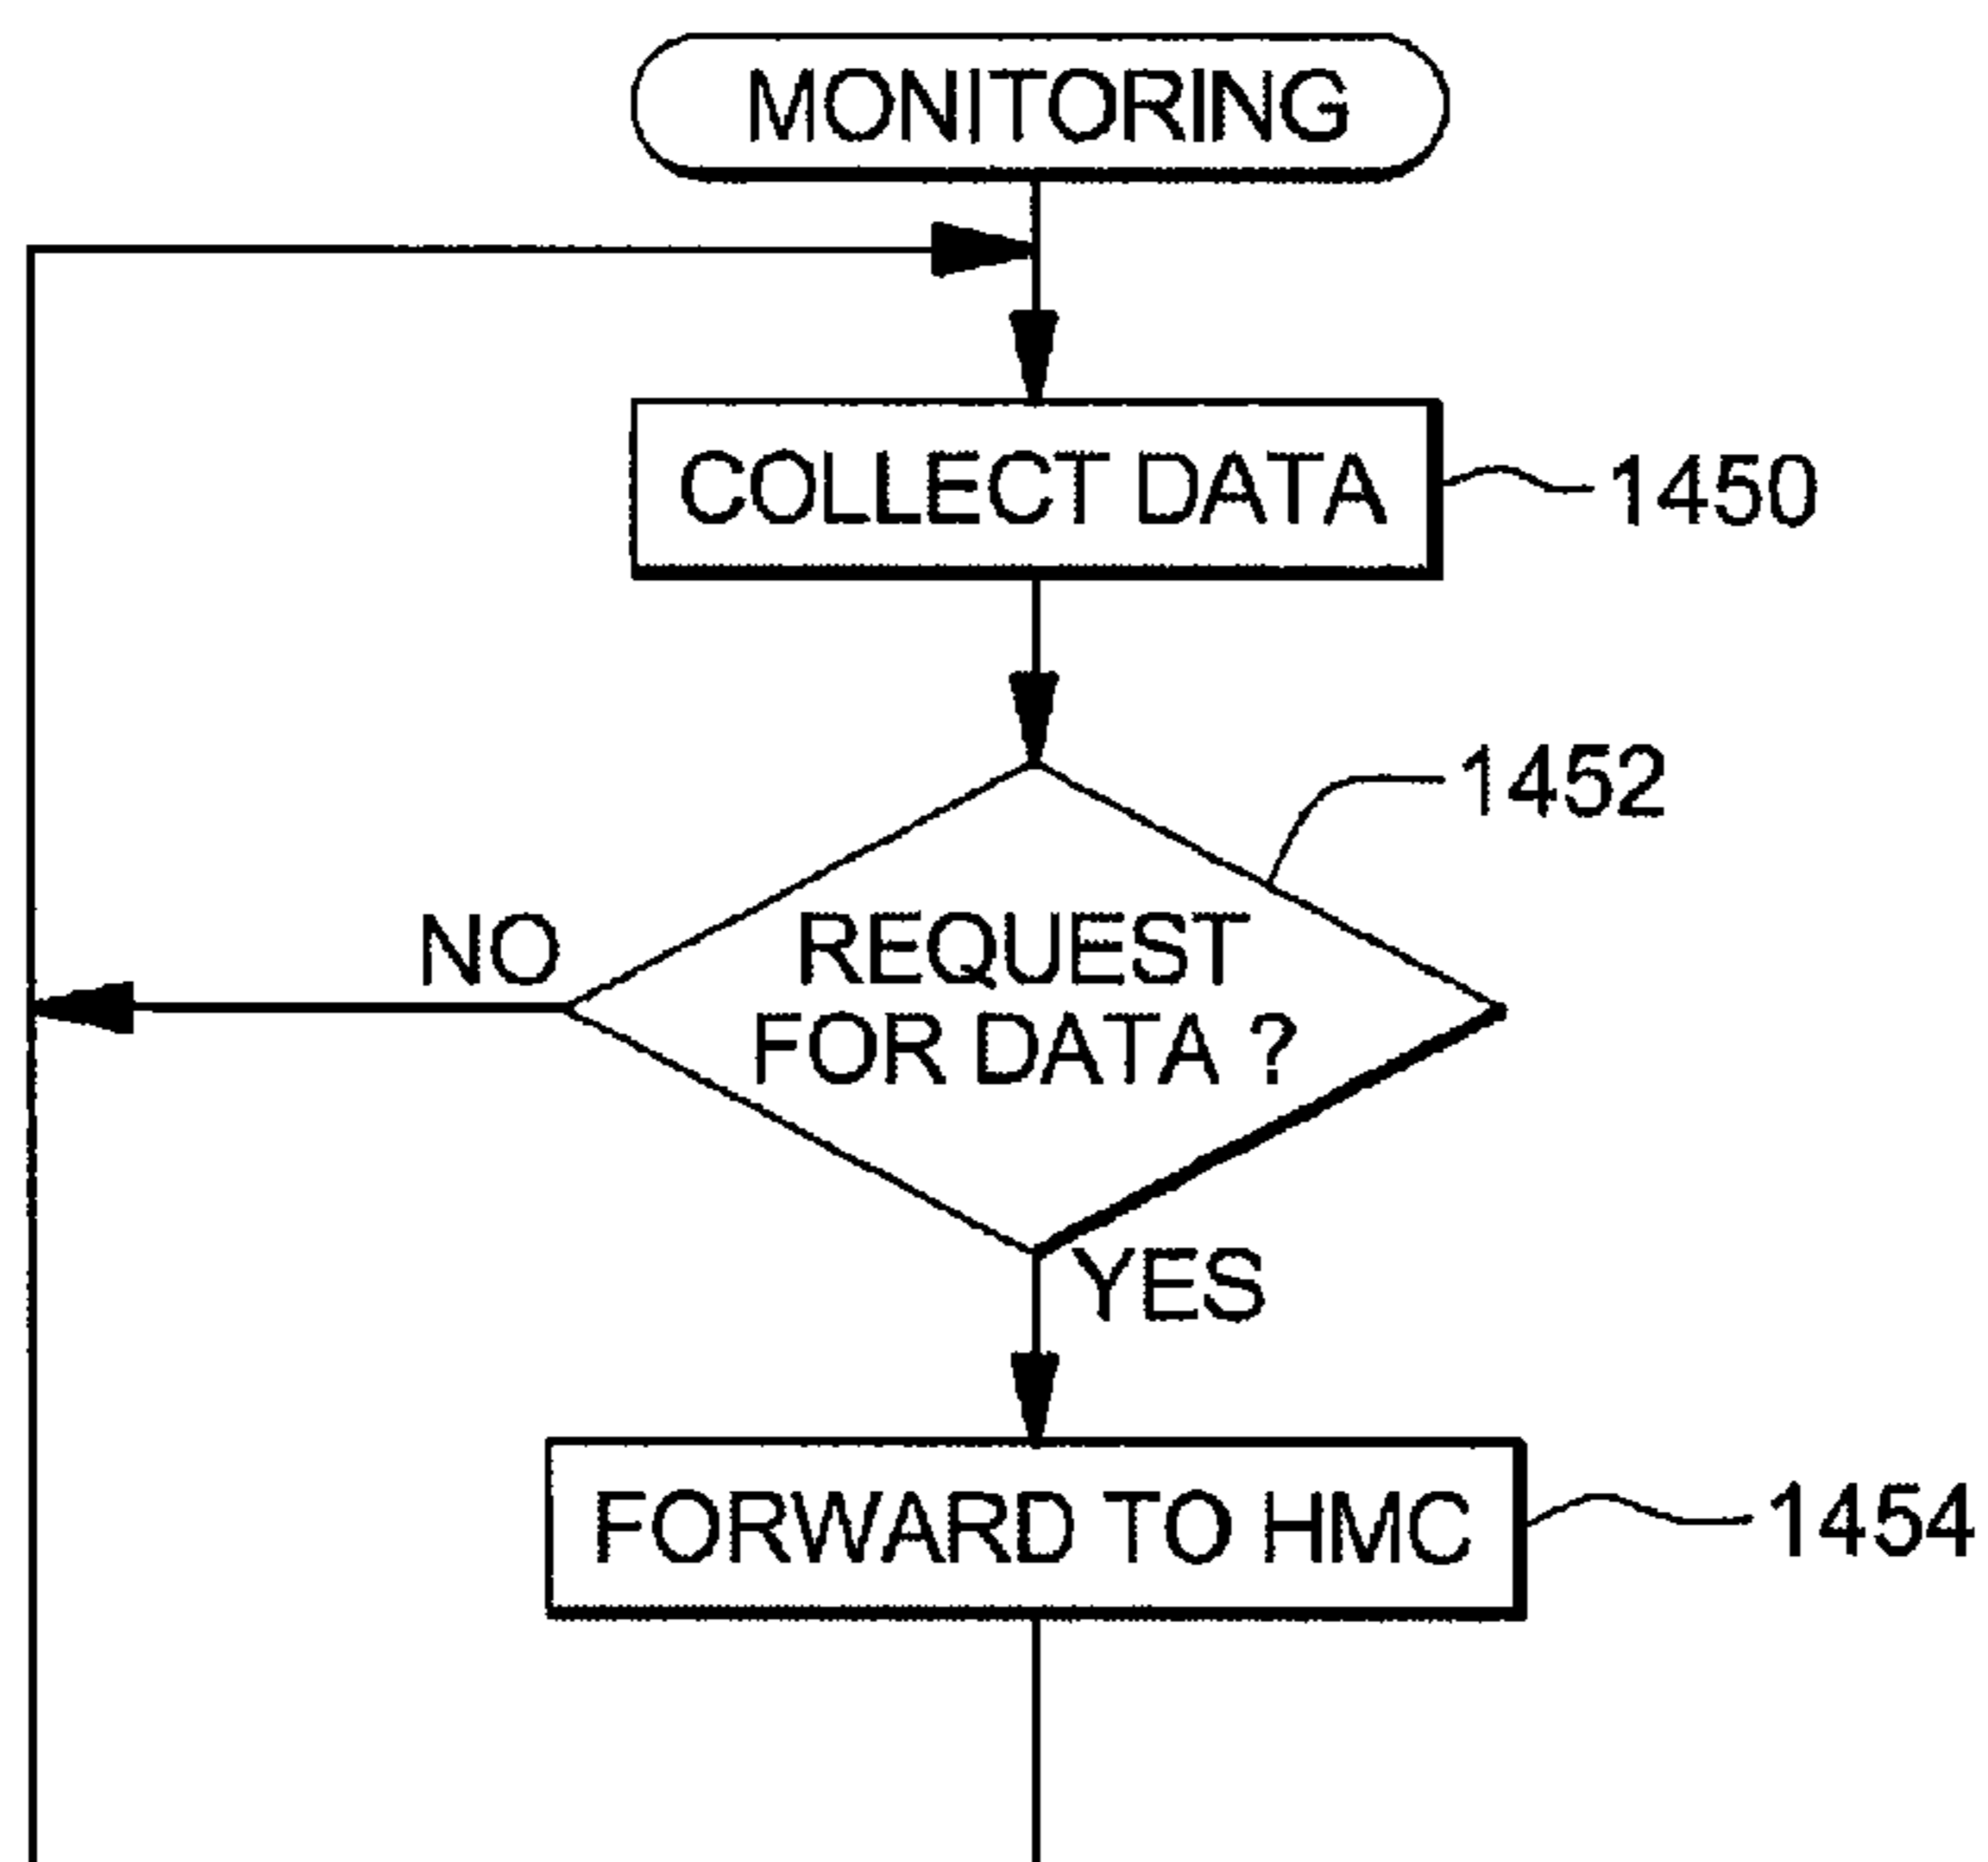 MONITORING
COLLECT DATA
1450
1452
REQUEST
FOR DATA ?
NO
YES
FORWARD TO HMC
1454